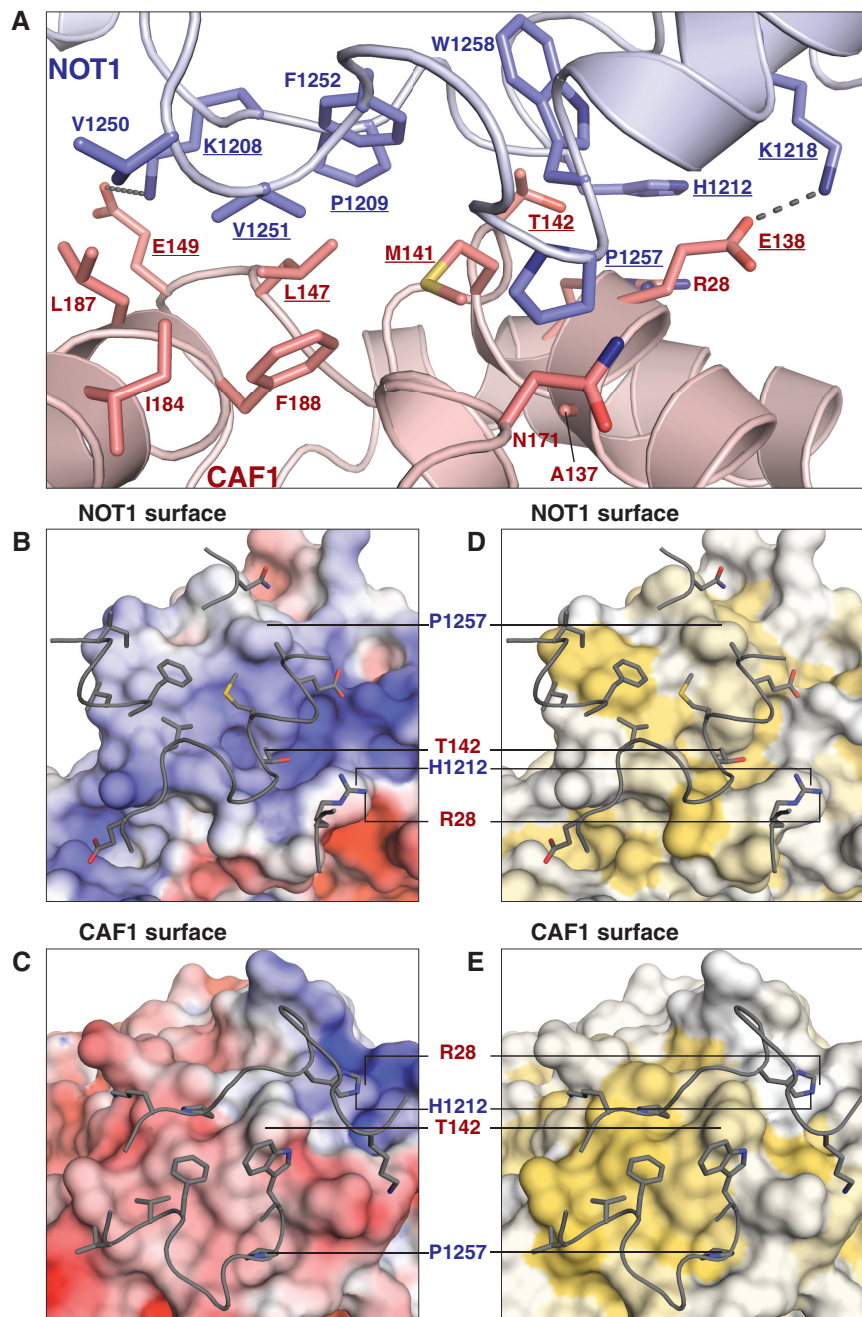 A
NOT1
W1258
F1252
V1250
K1208
K1218
P1209
H1212
V1251
T142
E149
M141
P1257
E138
L187
L147
R28
I184
F188
N171
CAF1
A137
NOT1 surface
NOT1 surface
B
D
P1257
T142
H1212
R28
CAF1 surface
CAF1 surface
C
E
R28
H1212
T142
P1257